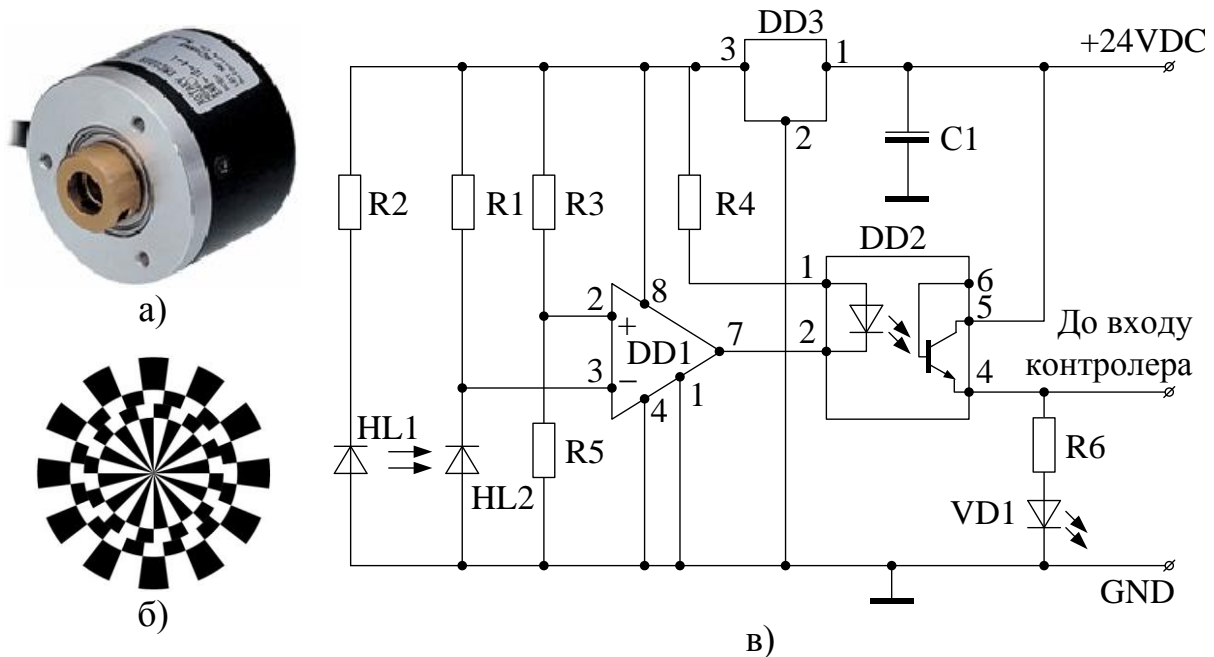 а)
б)
DD3
3
1
2
+24VDC
C1
R2
R1
R3
R4
DD2
1
6
5
2
4
До входу
контролера
2
8
+
DD1
7
3
−
4
1
HL1
HL2
R5
R6
VD1
GND
в)